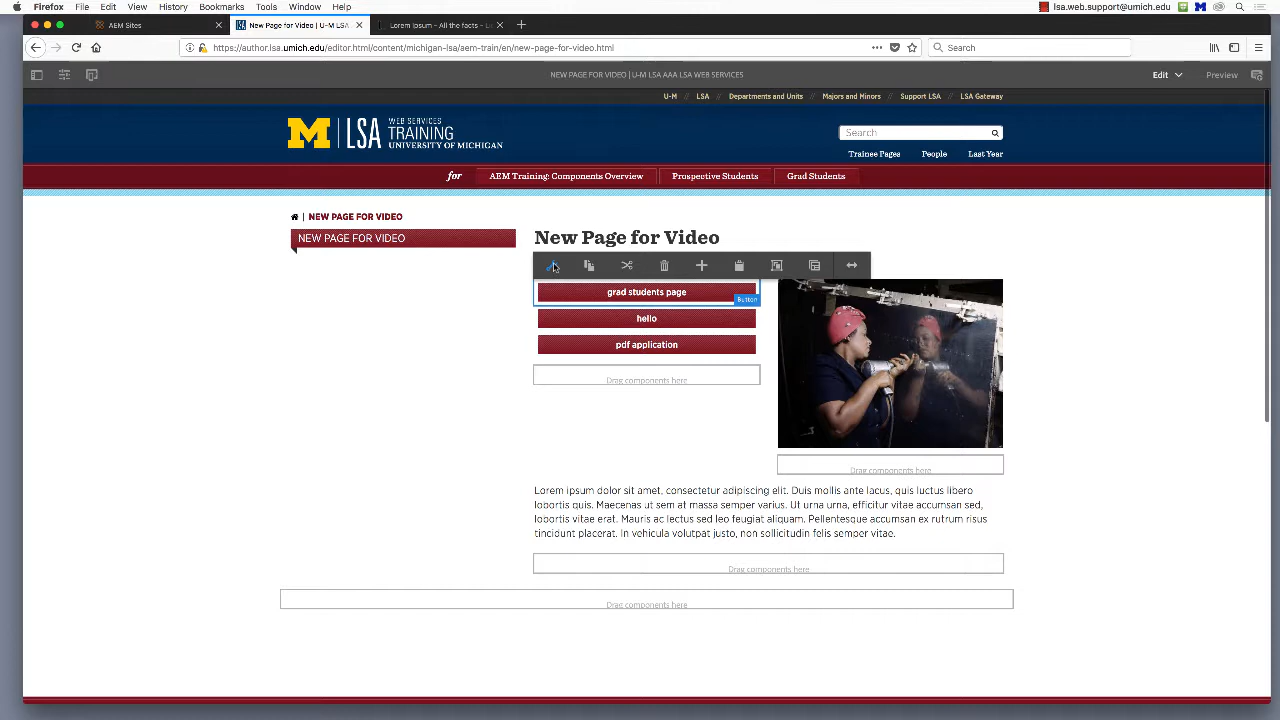 Firefox File Edit View History Bookmarks Tools Window Help lsa.web.support@umich.edu
AEM Sites New Page for Video | U-M LSA Lorem Ipsum - All the facts - Li
https://author.lsa.umich.edu/editor.html/content/michigan-lsa/aem-train/en/new-page-for-video.html Search
NEW PAGE FOR VIDEO | U-M LSA AAA LSA WEB SERVICES Edit Preview
U-M // LSA // Departments and Units // Majors and Minors // Support LSA // LSA Gateway
M LSA WEB SERVICES
TRAINING
UNIVERSITY OF MICHIGAN
Search
Trainee Pages People Last Year
for AEM Training: Components Overview Prospective Students Grad Students
| NEW PAGE FOR VIDEO
NEW PAGE FOR VIDEO
New Page for Video
grad students page
Button
hello
pdf application
Drag components here
Drag components here
Lorem ipsum dolor sit amet, consectetur adipiscing elit. Duis mollis ante lacus, quis luctus libero
lobortis quis. Maecenas ut sem at massa semper varius. Ut urna urna, efficitur vitae accumsan sed,
lobortis vitae erat. Mauris ac lectus sed leo feugiat aliquam. Pellentesque accumsan ex rutrum risus
tincidunt placerat. In vehicula volutpat justo, non sollicitudin felis semper vitae.
Drag components here
Drag components here